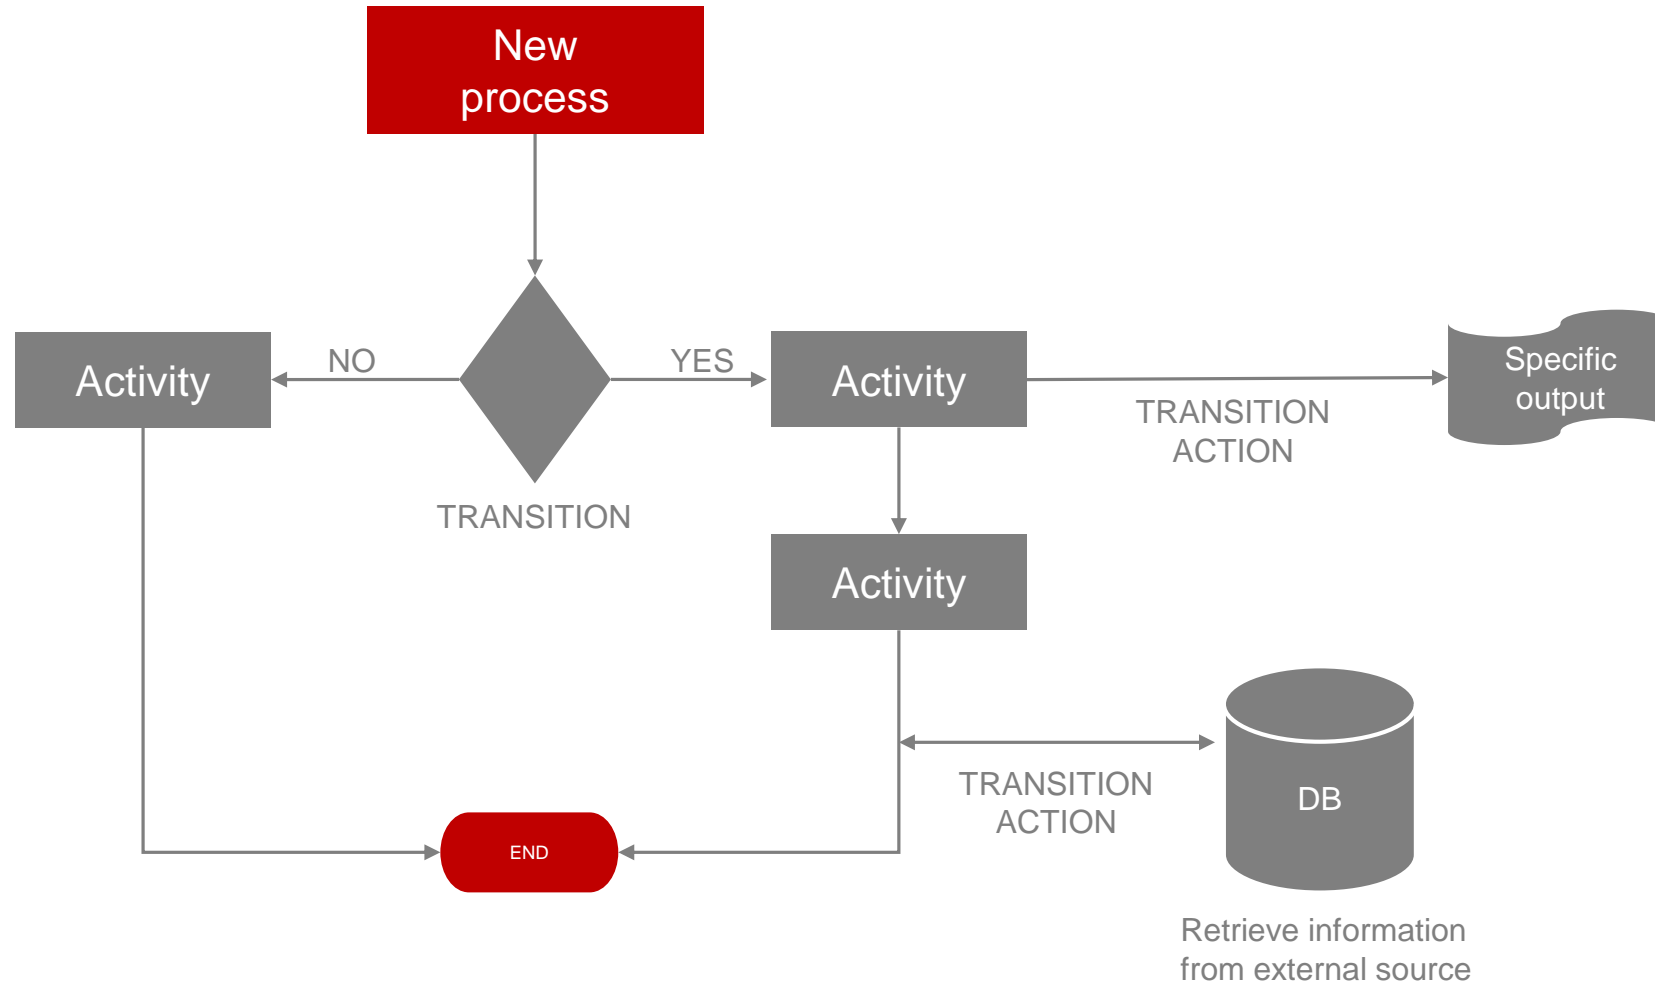 New
process
NO
YES
Activity
Activity
Specific
output
TRANSITION
ACTION
TRANSITION
Activity
TRANSITION
ACTION
DB
END
Retrieve information
from external source